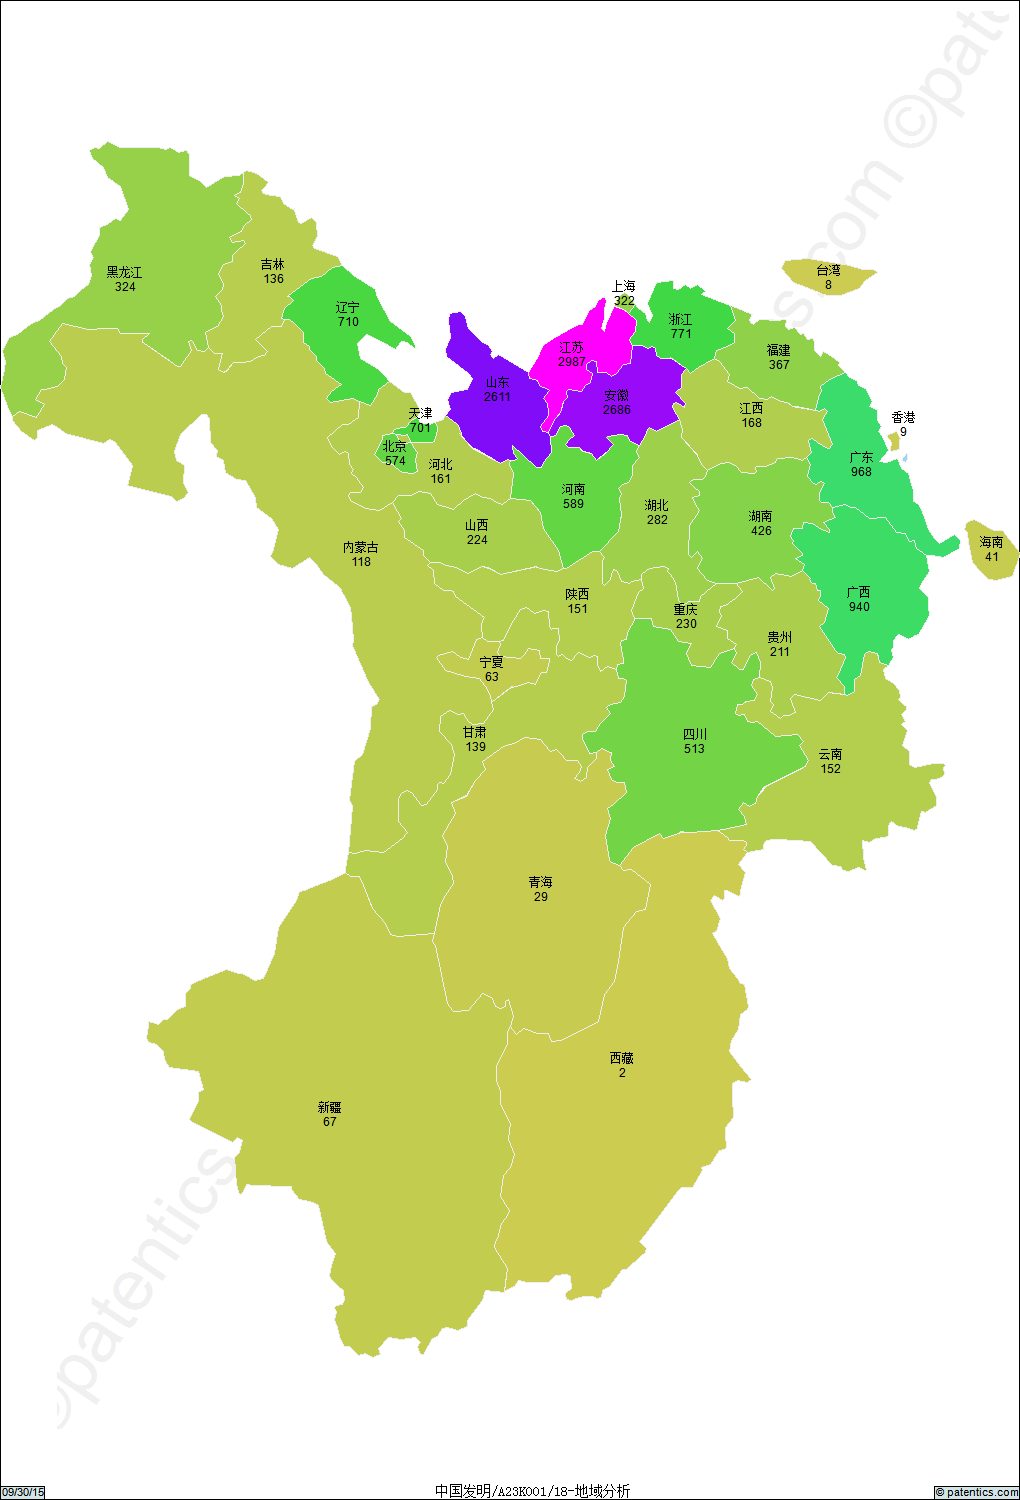 ©patentics.com ©pate
黑龙江
324
吉林
136
辽宁
710
上海
322
台湾
8
浙江
771
江苏
2987
福建
367
山东
2611
安徽
2686
江西
168
天津
701
香港
9
北京
574
河北
161
广东
968
河南
589
湖北
282
湖南
426
山西
224
内蒙古
118
海南
41
陕西
151
重庆
230
广西
940
贵州
211
宁夏
63
甘肃
139
四川
513
云南
152
青海
29
西藏
2
新疆
67
09/30/15
中国发明/A23K001/18-地域分析
© patentics.com